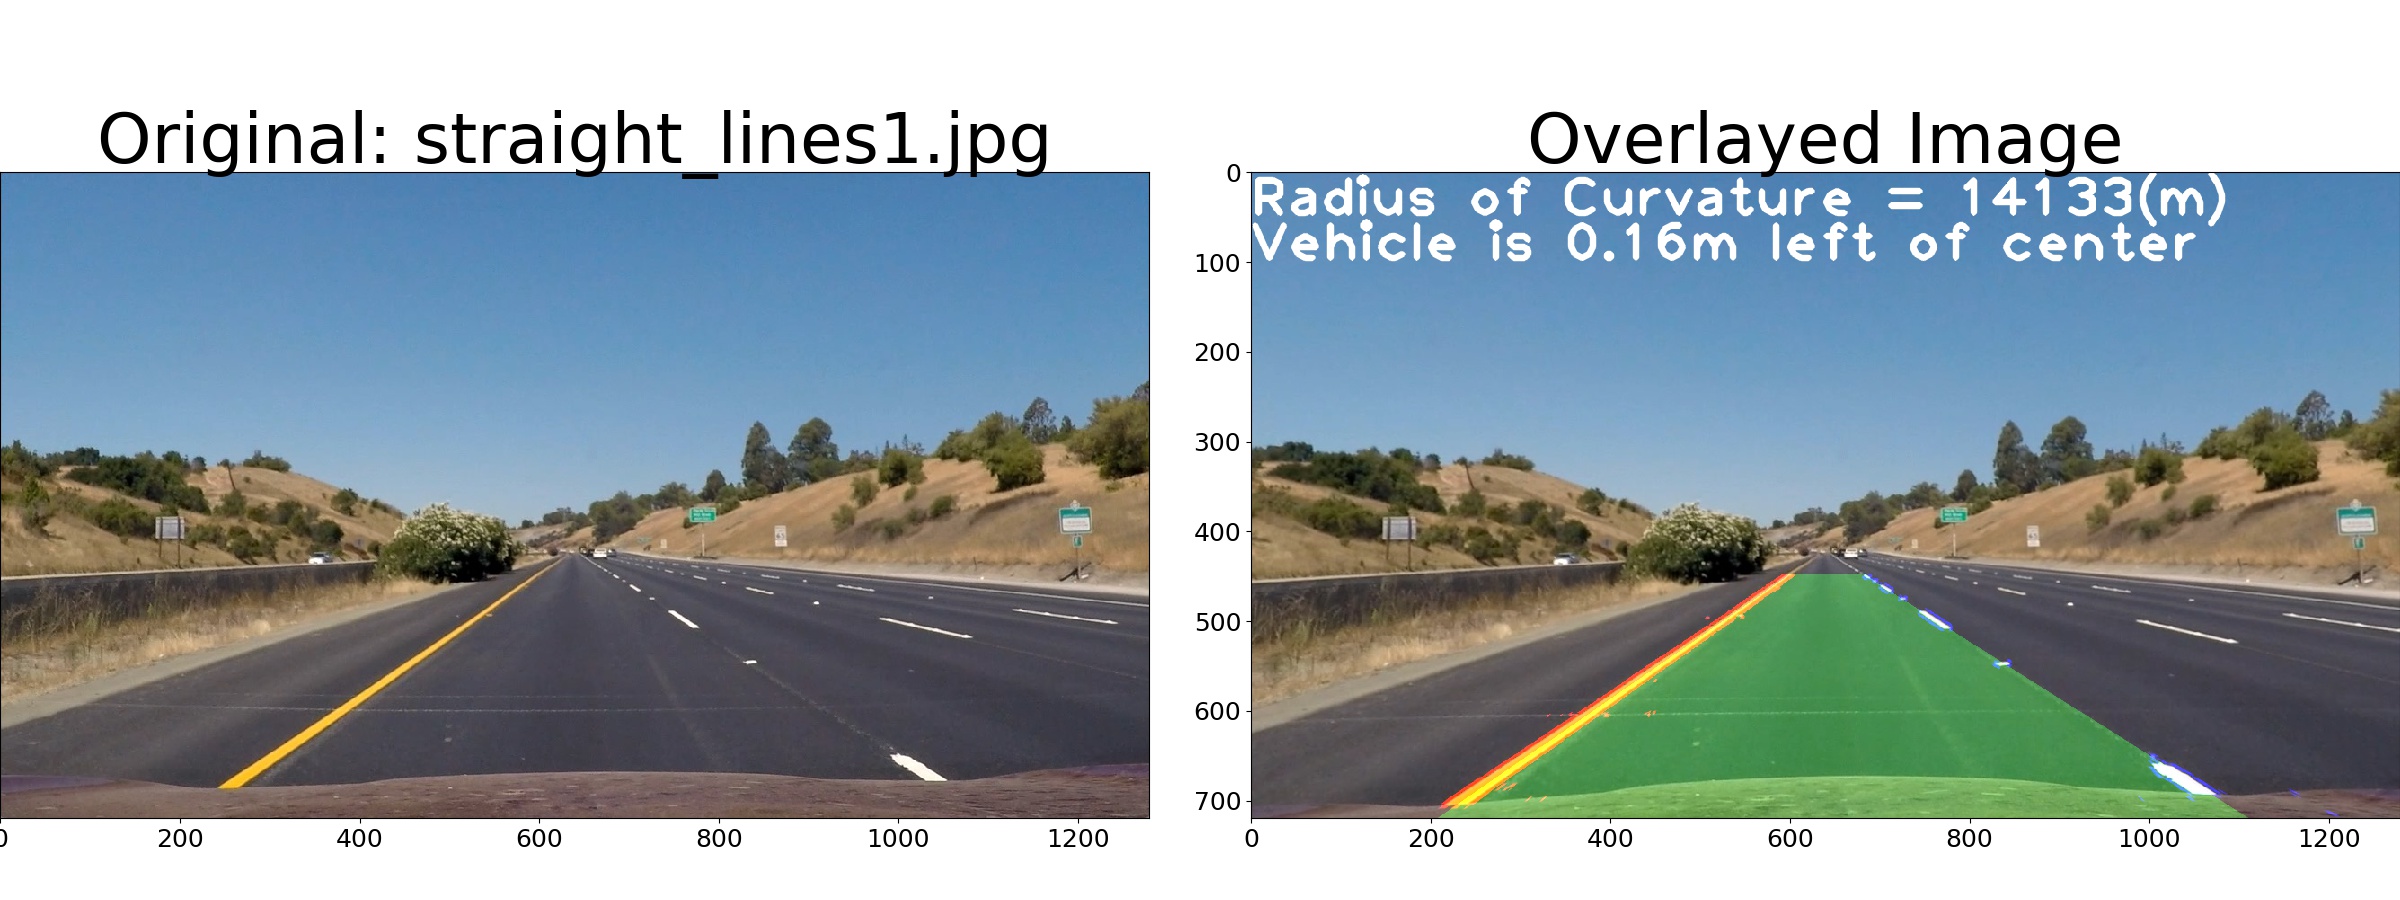 Original: straight_lines1.jpg
0 200 400 600 800 1000 1200
Overlayed Image
Radius of Curvature = 14133(m)
Vehicle is 0.16m left of center
0
100
200
300
400
500
600
700
0 200 400 600 800 1000 1200